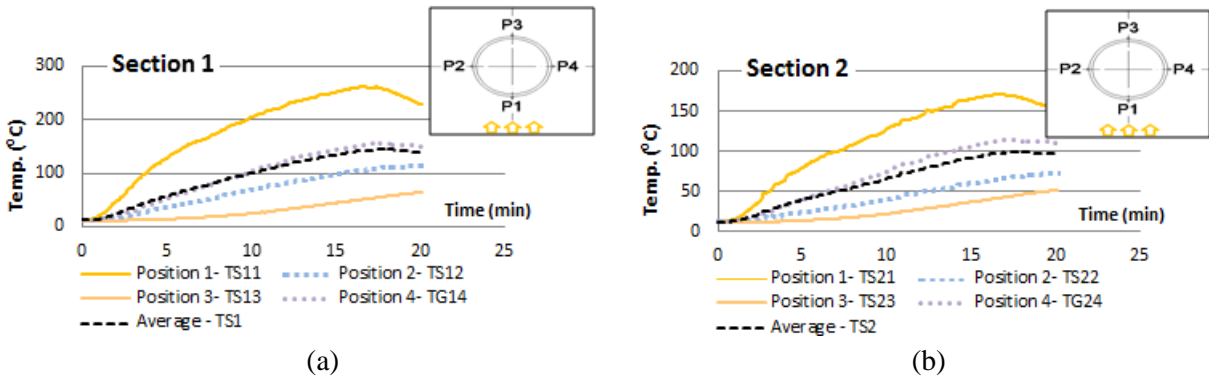 Section 1
Temp. (⁰C)
300
200
100
0
0 5 10 15 20 25
Time (min)
P3
P2 P4
P1
Position 1- TS11 Position 2- TS12
Position 3- TS13 Position 4- TG14
Average - TS1
(a)
Section 2
Temp. (⁰C)
200
150
100
50
0
0 5 10 15 20 25
Time (min)
P3
P2 P4
P1
Position 1- TS21 Position 2- TS22
Position 3- TS23 Position 4- TG24
Average - TS2
(b)